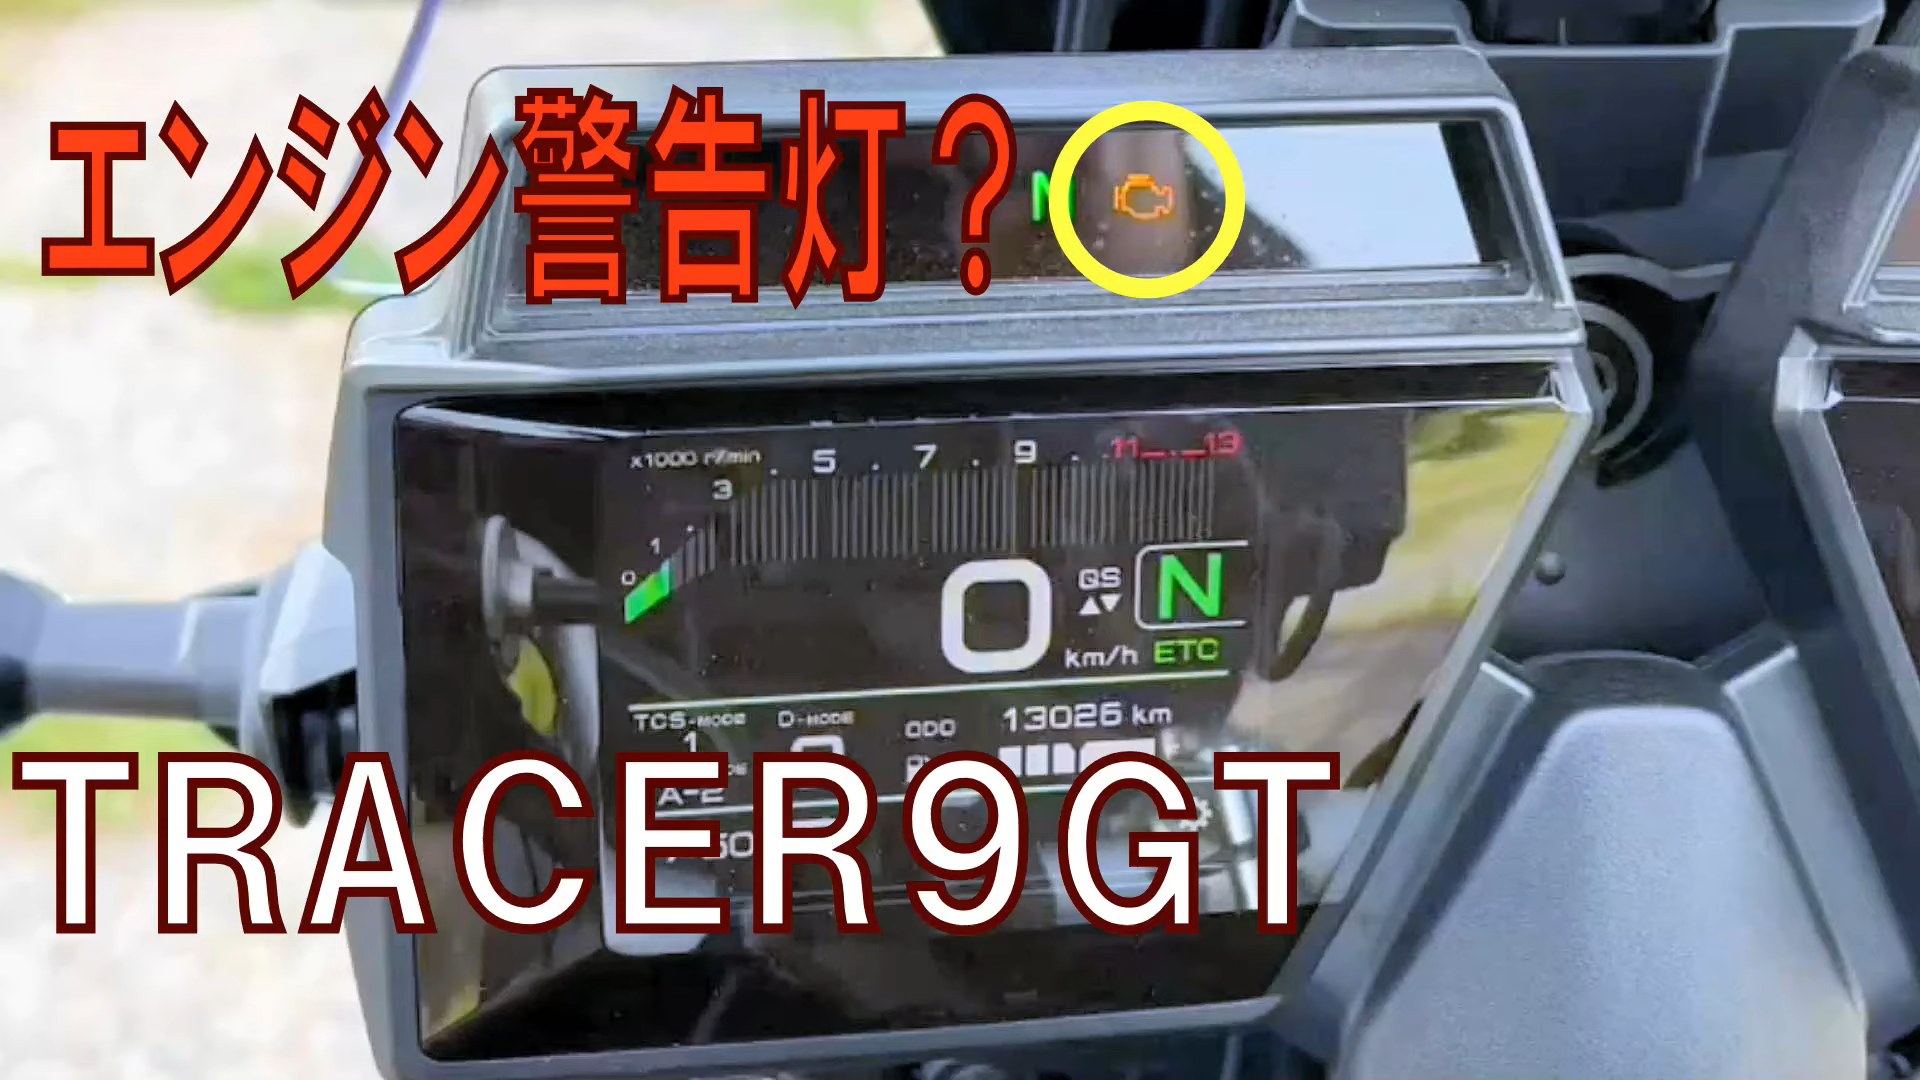 エンジン警告灯？
N
x1000 r/min
0 1 3 5 7 9 11 13
0 km/h
QS
N
ETC
TCS-MODE D-MODE ODO 13026 km
1
A-2
TRACER9GT